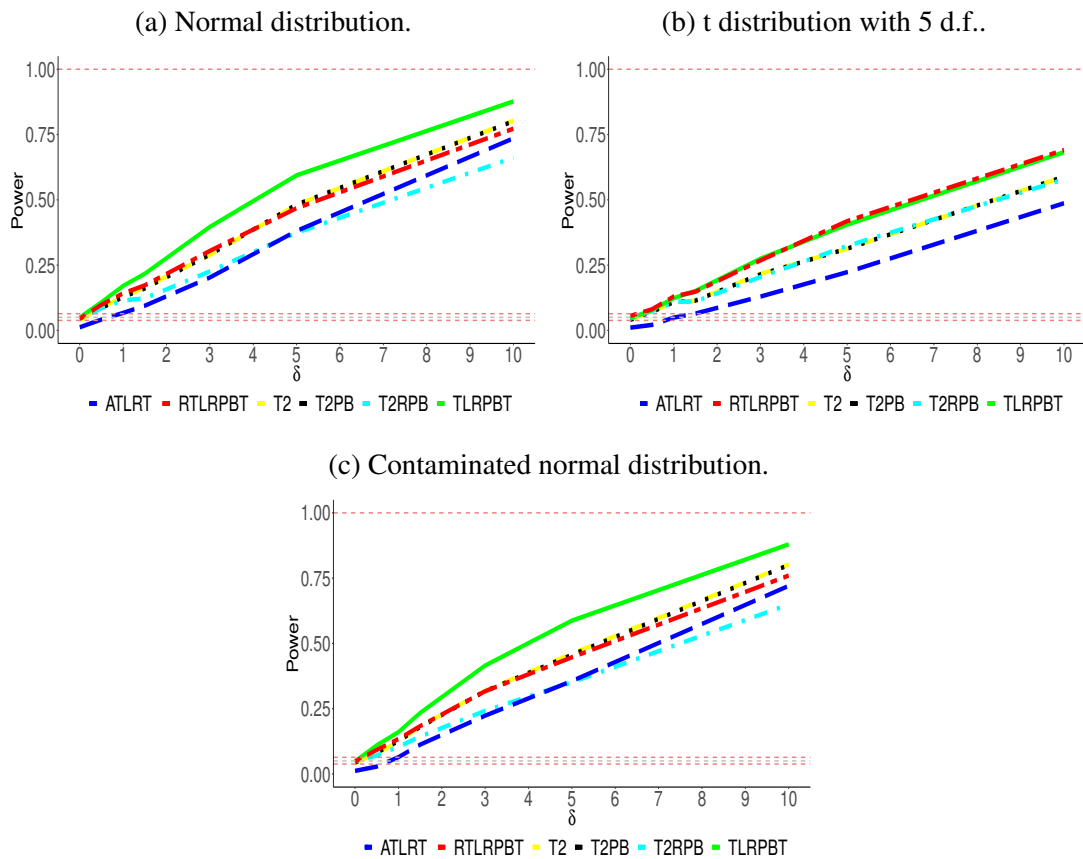 (a) Normal distribution.
(b) t distribution with 5 d.f..
1.00
0.75
0.50
0.25
0.00
Power
0 1 2 3 4 5 6 7 8 9 10
δ
ATLRT RTLRPBT T2 T2PB T2RPB TLRPBT
1.00
0.75
0.50
0.25
0.00
Power
0 1 2 3 4 5 6 7 8 9 10
δ
ATLRT RTLRPBT T2 T2PB T2RPB TLRPBT
(c) Contaminated normal distribution.
1.00
0.75
0.50
0.25
0.00
Power
0 1 2 3 4 5 6 7 8 9 10
δ
ATLRT RTLRPBT T2 T2PB T2RPB TLRPBT